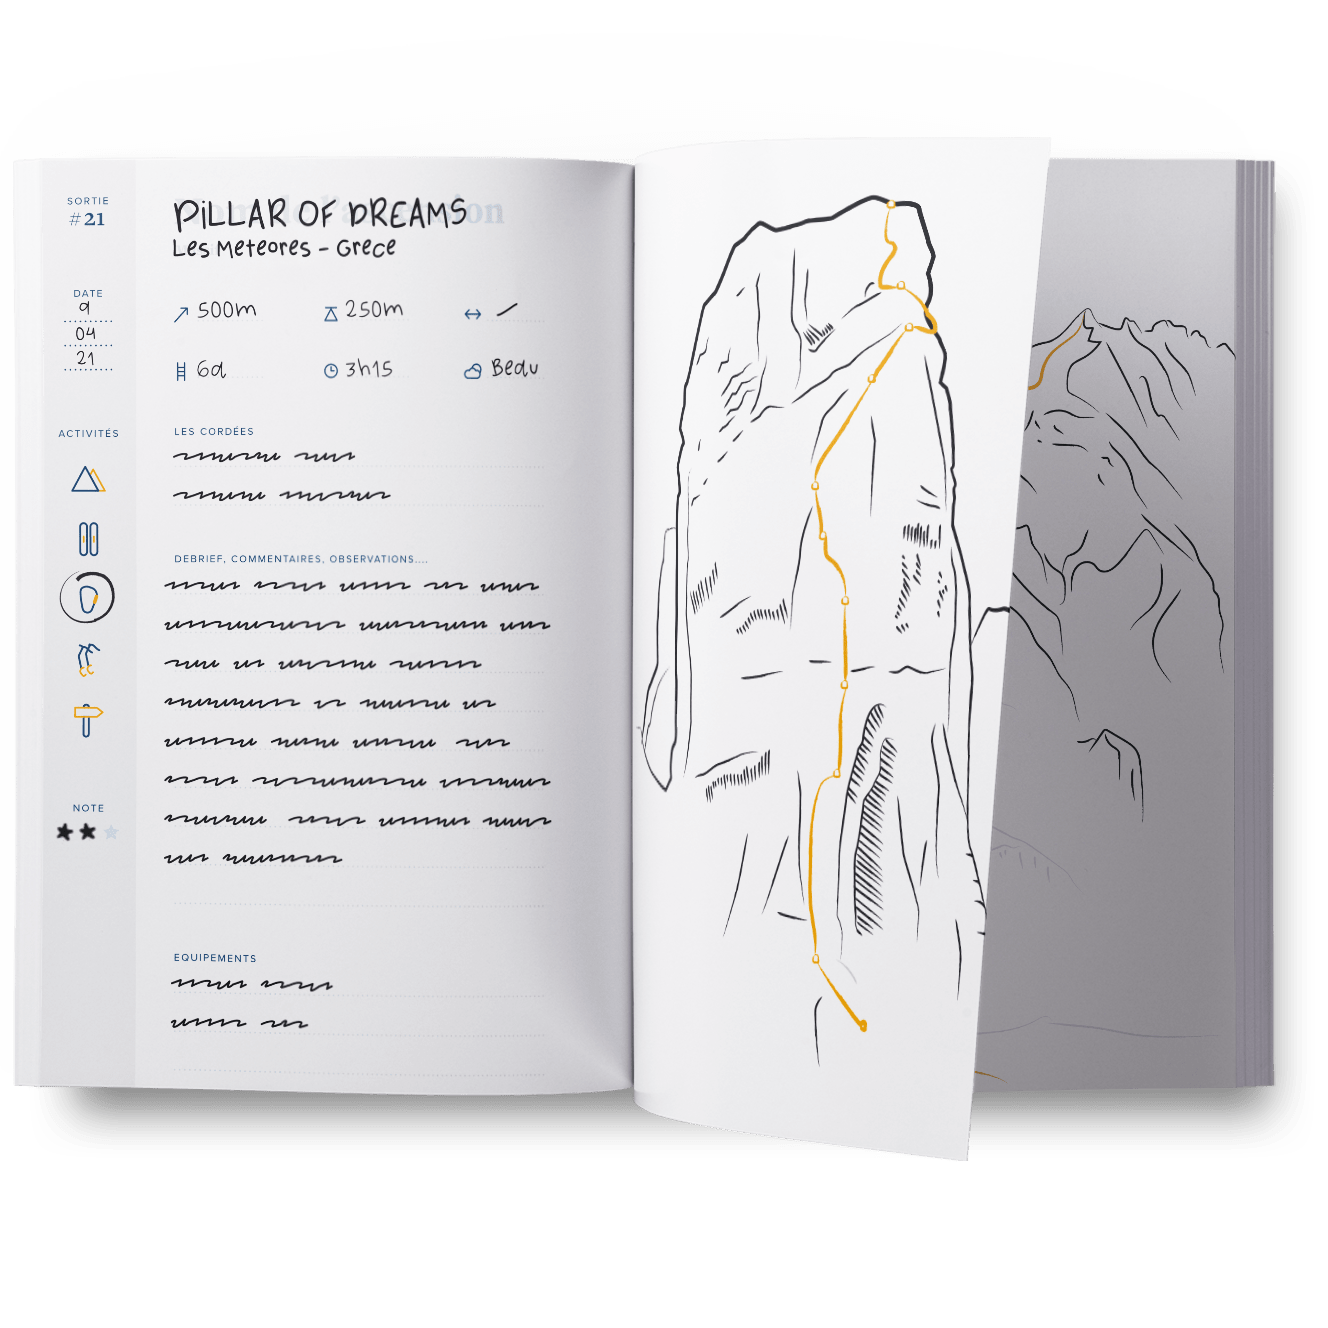 SORTIE
#21
PiLLAR OF DREAMS
Les Meteores - Grece
DATE
9
04
21
500m
250m
6a
3h15
Beau
ACTIVITÉS
LES CORDÉES
DEBRIEF, COMMENTAIRES, OBSERVATIONS....
NOTE
EQUIPEMENTS